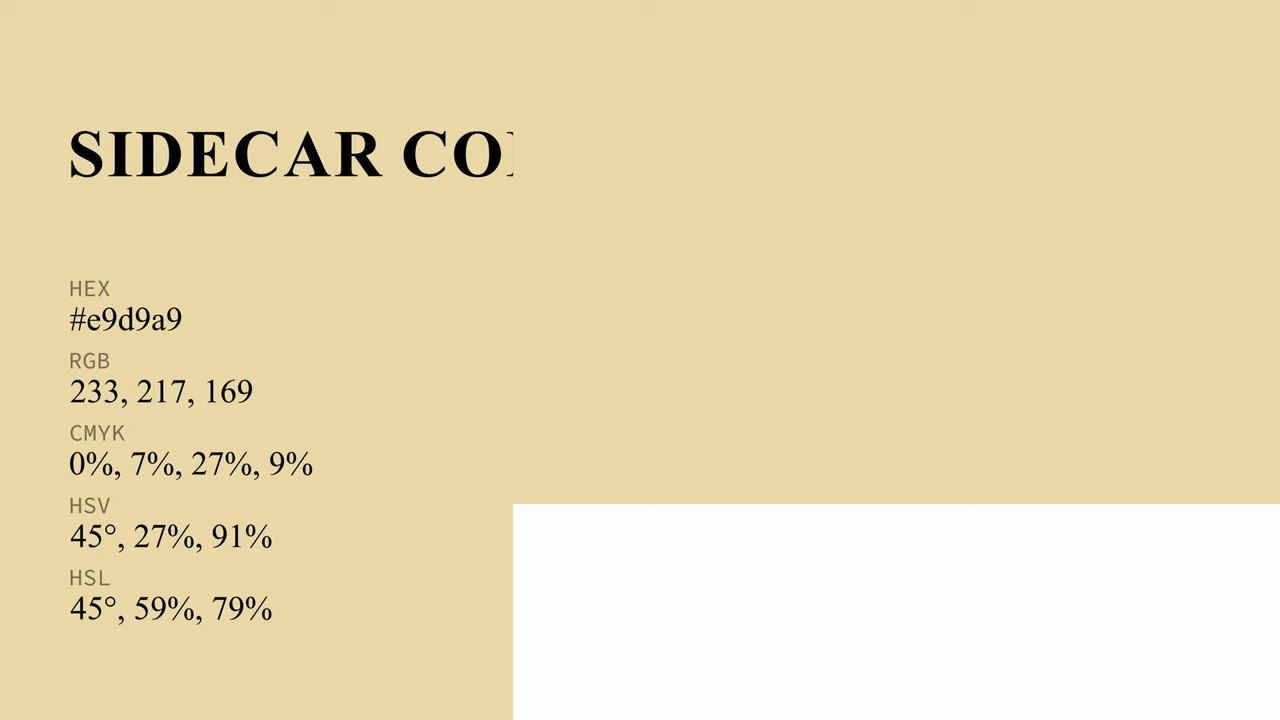 SIDECAR
HEX
#e9d9a9
RGB
233, 217, 169
CMYK
0%, 7%, 27%, 9%
HSV
45°, 27%, 91%
HSL
45°, 59%, 79%